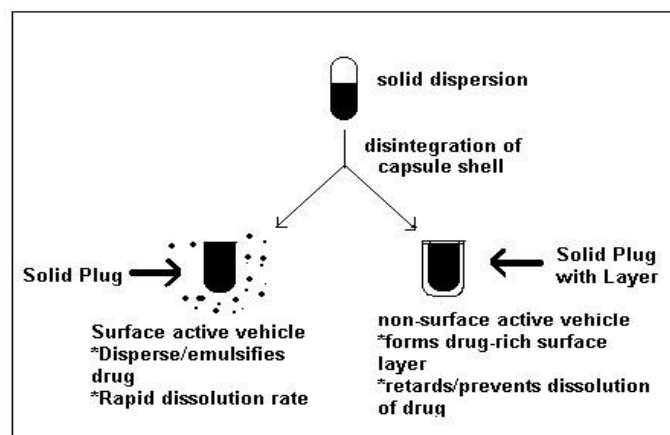 solid dispersion
disintegration of
capsule shell
Solid Plug
Surface active vehicle
*Disperse/emulsifies
drug
*Rapid dissolution rate
Solid Plug
with Layer
non-surface active vehicle
*forms drug-rich surface
layer
*retards/prevents dissolution
of drug